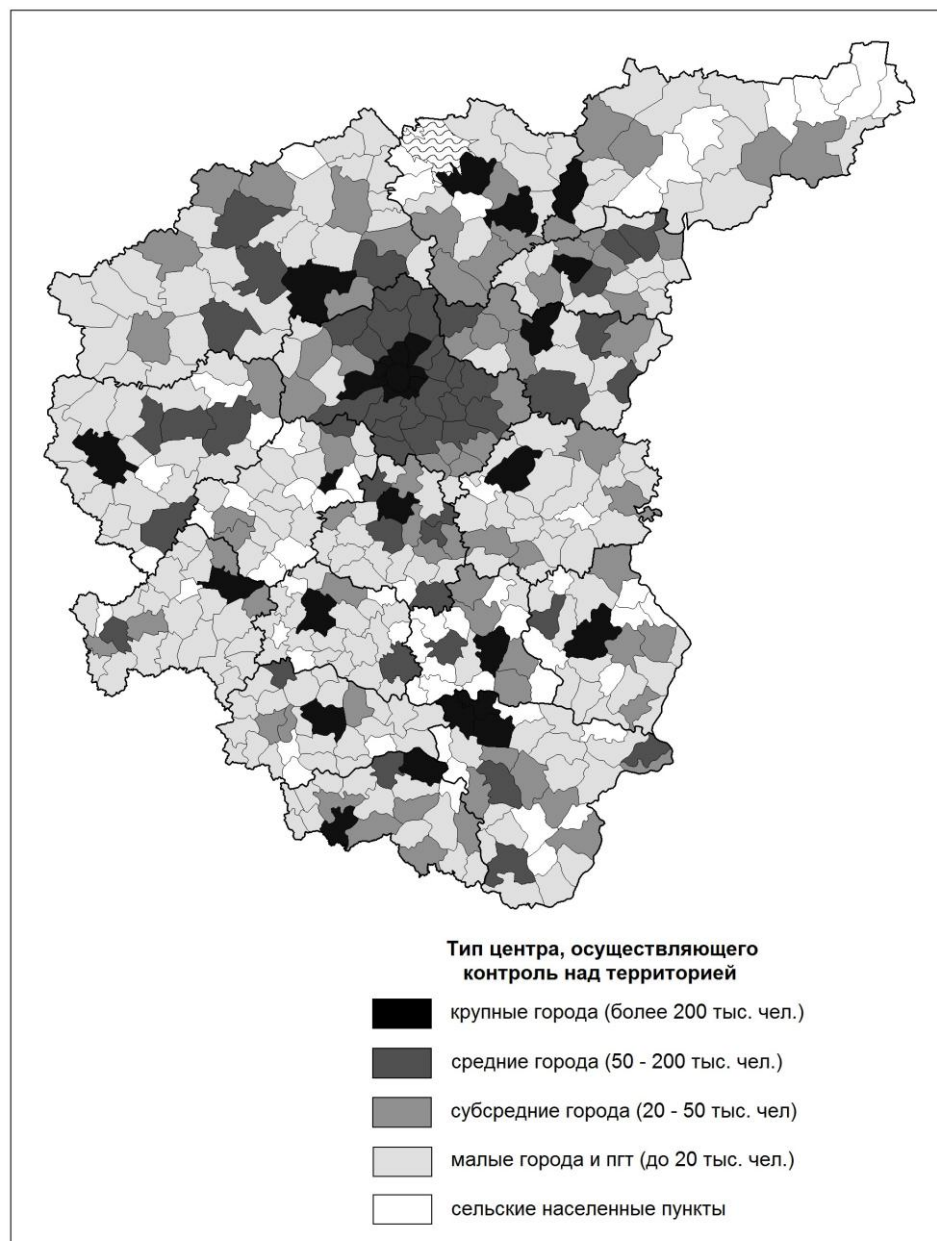 Тип центра, осуществляющего
контроль над территорией
крупные города (более 200 тыс. чел.)
средние города (50 - 200 тыс. чел.)
субсредние города (20 - 50 тыс. чел)
малые города и пгт (до 20 тыс. чел.)
сельские населенные пункты